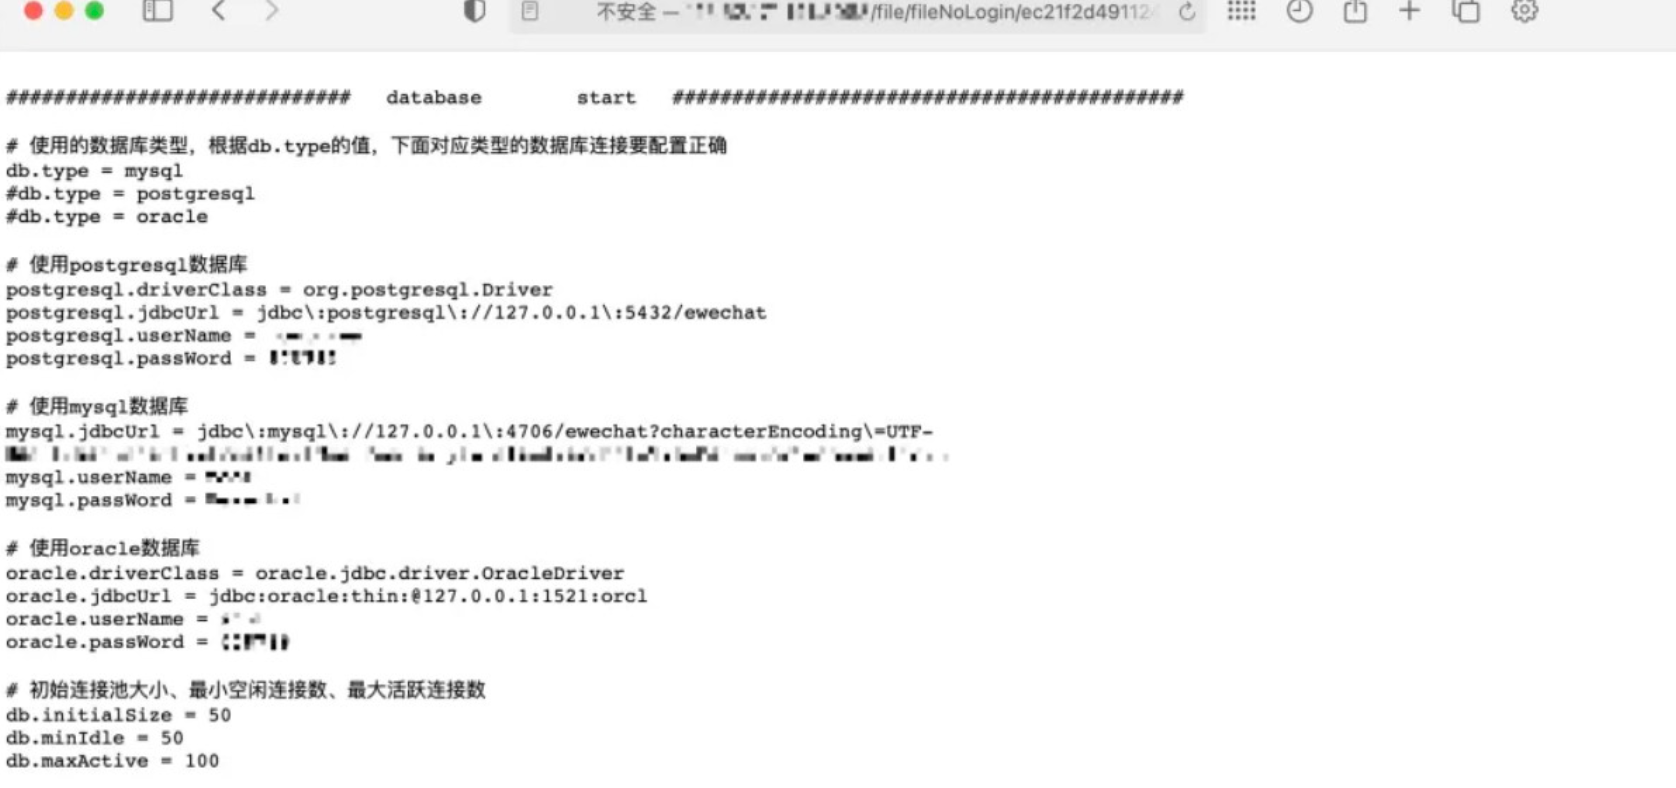 不安全 — /file/fileNoLogin/ec21f2d49112
############################# database start ###########################################
# 使用的数据库类型，根据db.type的值，下面对应类型的数据库连接要配置正确
db.type = mysql
#db.type = postgresql
#db.type = oracle
# 使用postgresql数据库
postgresql.driverClass = org.postgresql.Driver
postgresql.jdbcUrl = jdbc\:postgresql\://127.0.0.1\:5432/ewechat
postgresql.userName =
postgresql.passWord =
# 使用mysql数据库
mysql.jdbcUrl = jdbc\:mysql\://127.0.0.1\:4706/ewechat?characterEncoding\=UTF-
mysql.userName =
mysql.passWord =
# 使用oracle数据库
oracle.driverClass = oracle.jdbc.driver.OracleDriver
oracle.jdbcUrl = jdbc:oracle:thin:@127.0.0.1:1521:orcl
oracle.userName =
oracle.passWord =
# 初始连接池大小、最小空闲连接数、最大活跃连接数
db.initialSize = 50
db.minIdle = 50
db.maxActive = 100